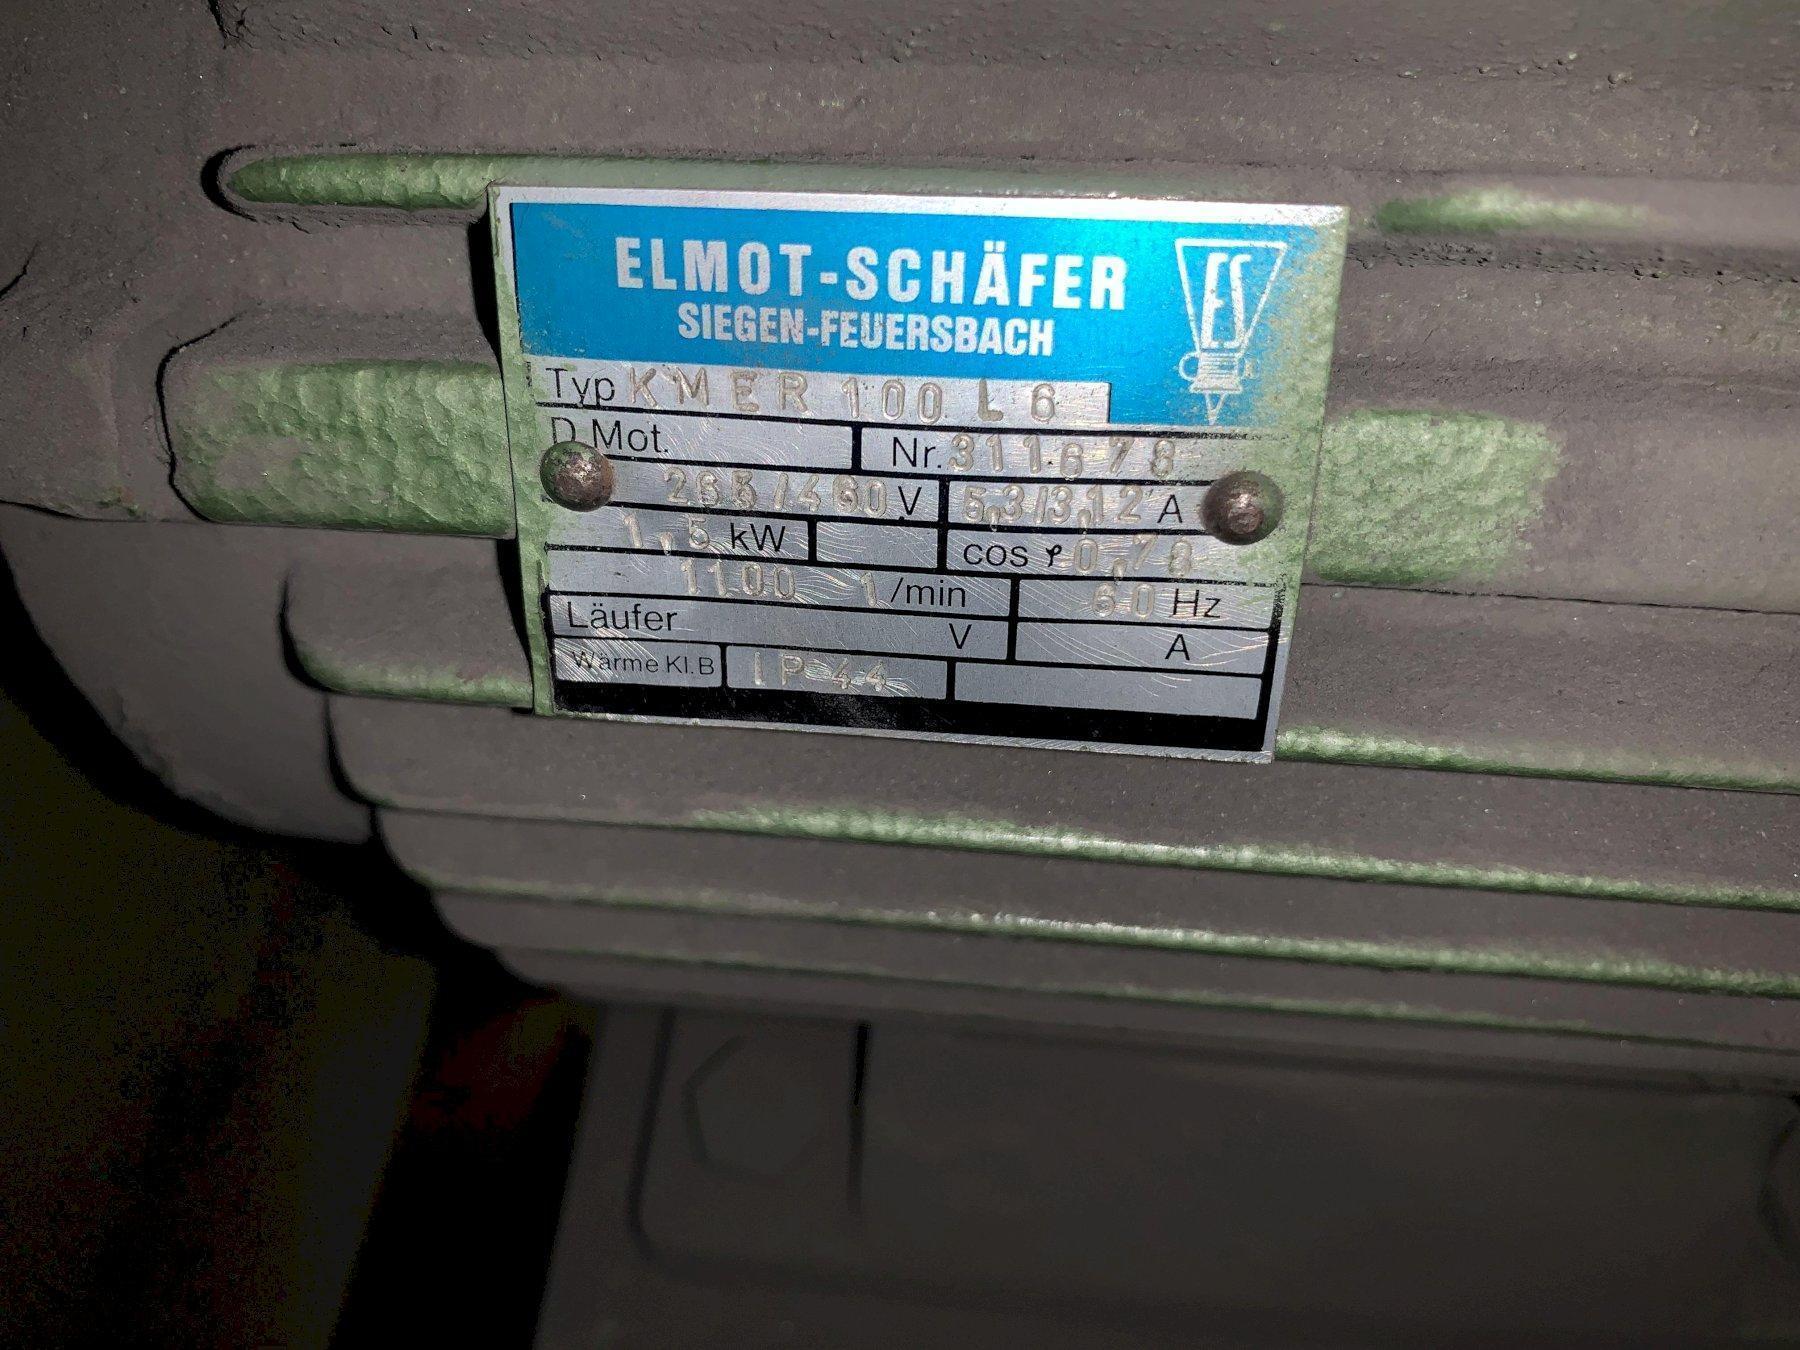 ELMOT-SCHÄFER
SIEGEN-FEUERSBACH
ES
Typ KMER 100 L 6
D Mot. Nr. 311678
265/460 V 5,3/3,12 A
1,5 kW cos φ 0,78
1100 1/min 60 Hz
Läufer V A
Wärme Kl. B IP 44